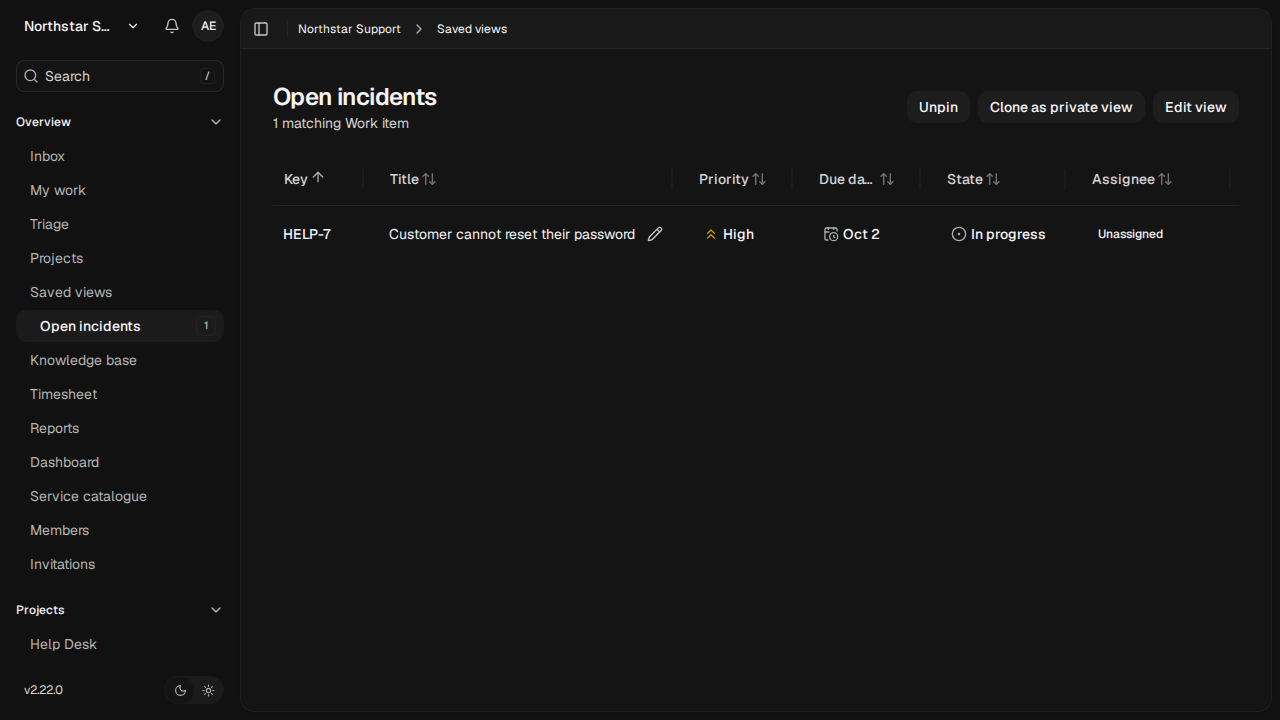 Northstar S...
AE
Search
/
Overview
Inbox
My work
Triage
Projects
Saved views
Open incidents
1
Knowledge base
Timesheet
Reports
Dashboard
Service catalogue
Members
Invitations
Projects
Help Desk
v2.22.0
Northstar Support
Saved views
Open incidents
1 matching Work item
Unpin
Clone as private view
Edit view
Key
Title
Priority
Due da...
State
Assignee
HELP-7
Customer cannot reset their password
High
Oct 2
In progress
Unassigned